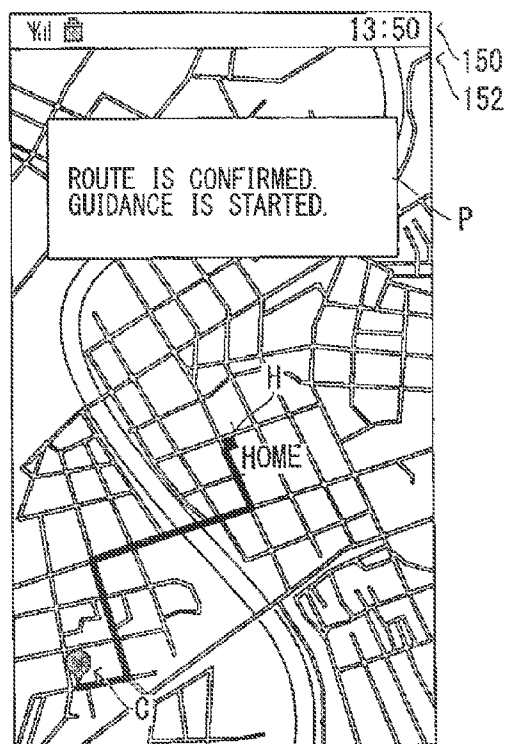 13:50
150
152
ROUTE IS CONFIRMED.
GUIDANCE IS STARTED.
P
H
HOME
C